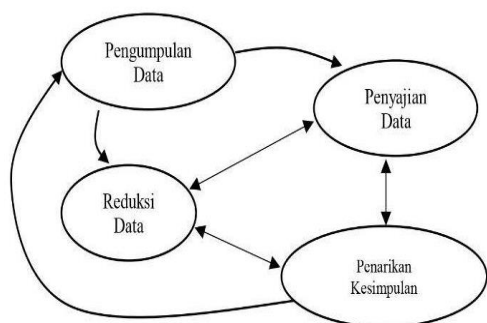 Pengumpulan
Data
Penyajian
Data
Reduksi
Data
Penarikan
Kesimpulan